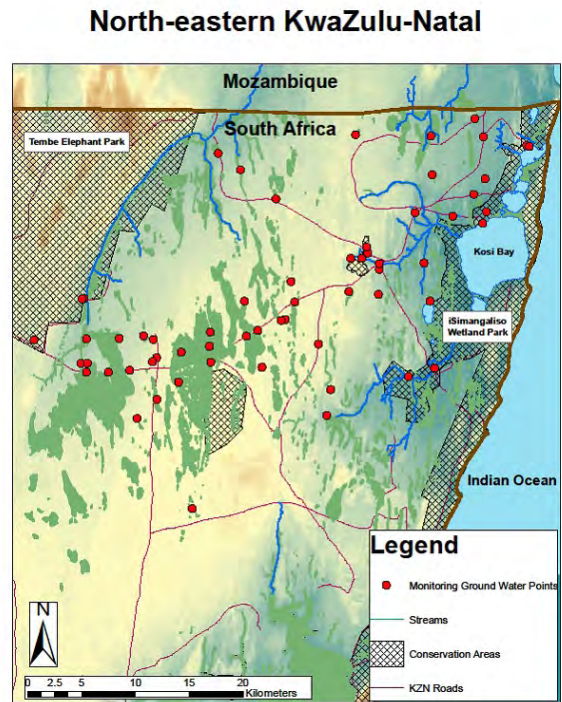 North-eastern KwaZulu-Natal
Mozambique
South Africa
Tembe Elephant Park
Kosi Bay
iSimangaliso
Wetland Park
Indian Ocean
Legend
Monitoring Ground Water Points
Streams
Conservation Areas
KZN Roads
N
0 2.5 5 10 15 20
Kilometers